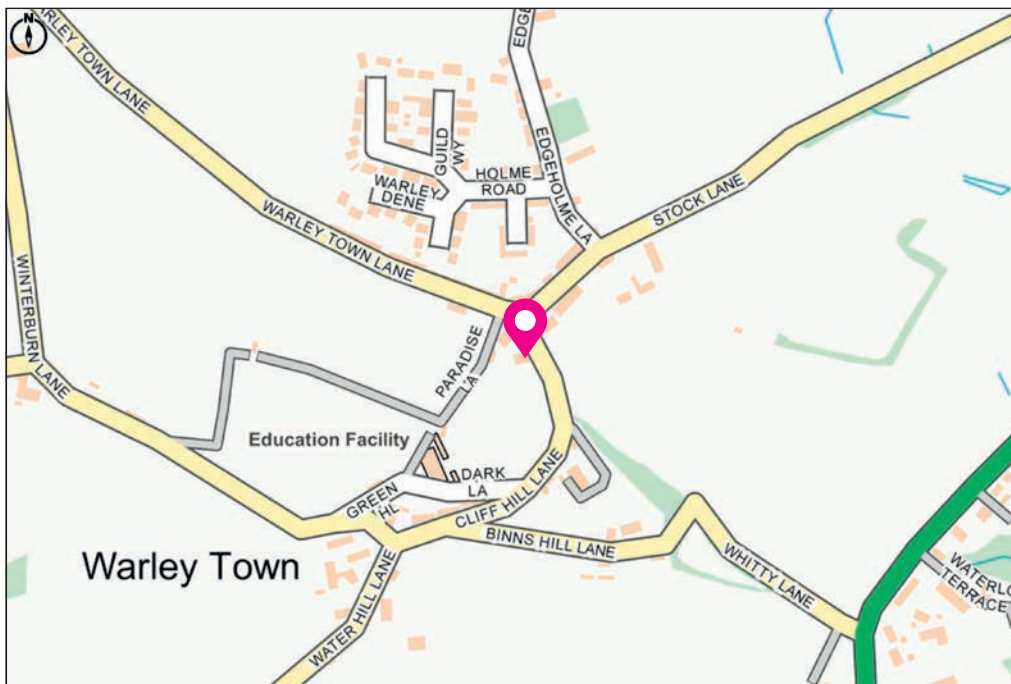 N
WARLEY TOWN LANE
EDGE
GUILD
WY
HOLME
ROAD
WARLEY
DENE
EDGEHOLME LA
STOCK LANE
WARLEY TOWN LANE
WINTERBURN LANE
PARADISE
LA
Education Facility
DARK
LA
GREEN
HL
CLIFF HILL LANE
BINNS HILL LANE
Warley Town
WHITTY LANE
WATERLO
TERRACE
WATER HILL LANE